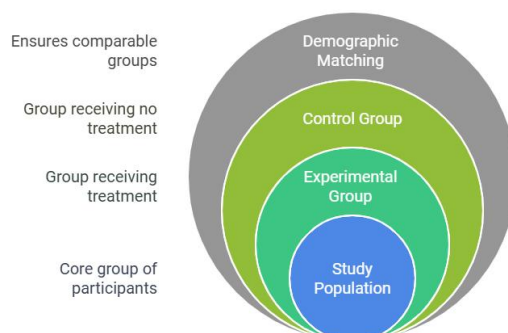 Ensures comparable
groups
Demographic
Matching
Group receiving no
treatment
Control Group
Group receiving
treatment
Experimental
Group
Core group of
participants
Study
Population